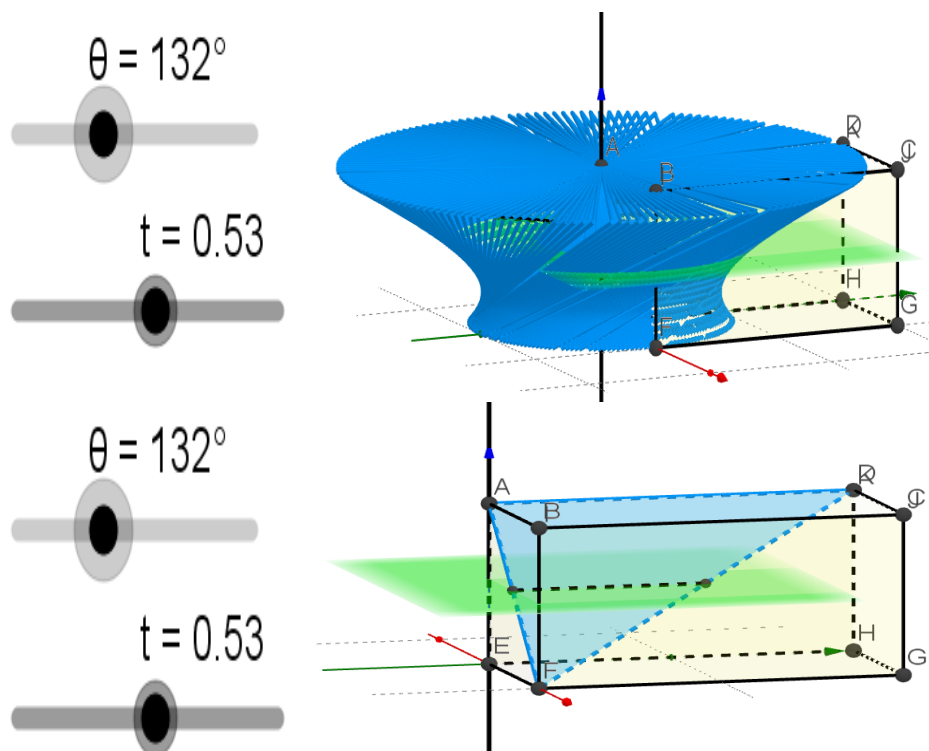 θ = 132°
t = 0.53
A
B
C
H
G
F
θ = 132°
t = 0.53
A
B
C
E
H
F
G